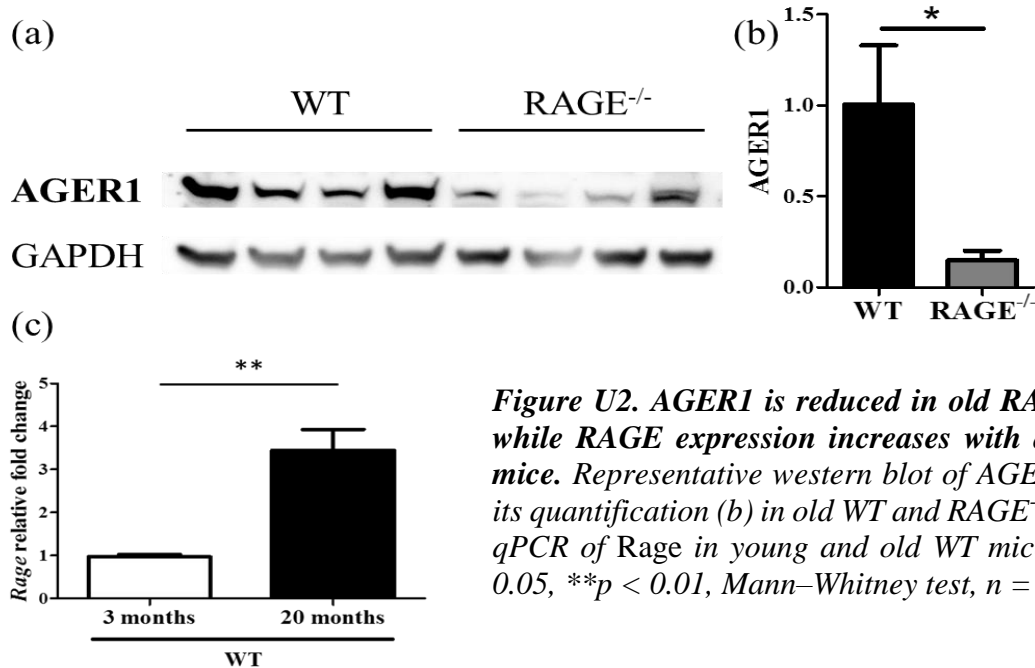 (a)
WT RAGE-/-
AGER1
GAPDH
(b)
*
1.5
1.0
0.5
0.0
AGER1
WT RAGE-/-
(c)
**
5
4
3
2
1
0
Rage relative fold change
3 months 20 months
WT
Figure U2. AGER1 is reduced in old RA
while RAGE expression increases with
mice. Representative western blot of AGE
its quantification (b) in old WT and RAGE-
qPCR of Rage in young and old WT mic
0.05, **p < 0.01, Mann–Whitney test, n =